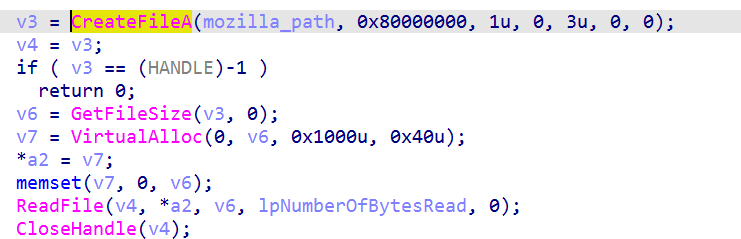 v3 = CreateFileA(mozilla_path, 0x80000000, 1u, 0, 3u, 0, 0);
v4 = v3;
if ( v3 == (HANDLE)-1 )
  return 0;
v6 = GetFileSize(v3, 0);
v7 = VirtualAlloc(0, v6, 0x1000u, 0x40u);
*a2 = v7;
memset(v7, 0, v6);
ReadFile(v4, *a2, v6, lpNumberOfBytesRead, 0);
CloseHandle(v4);